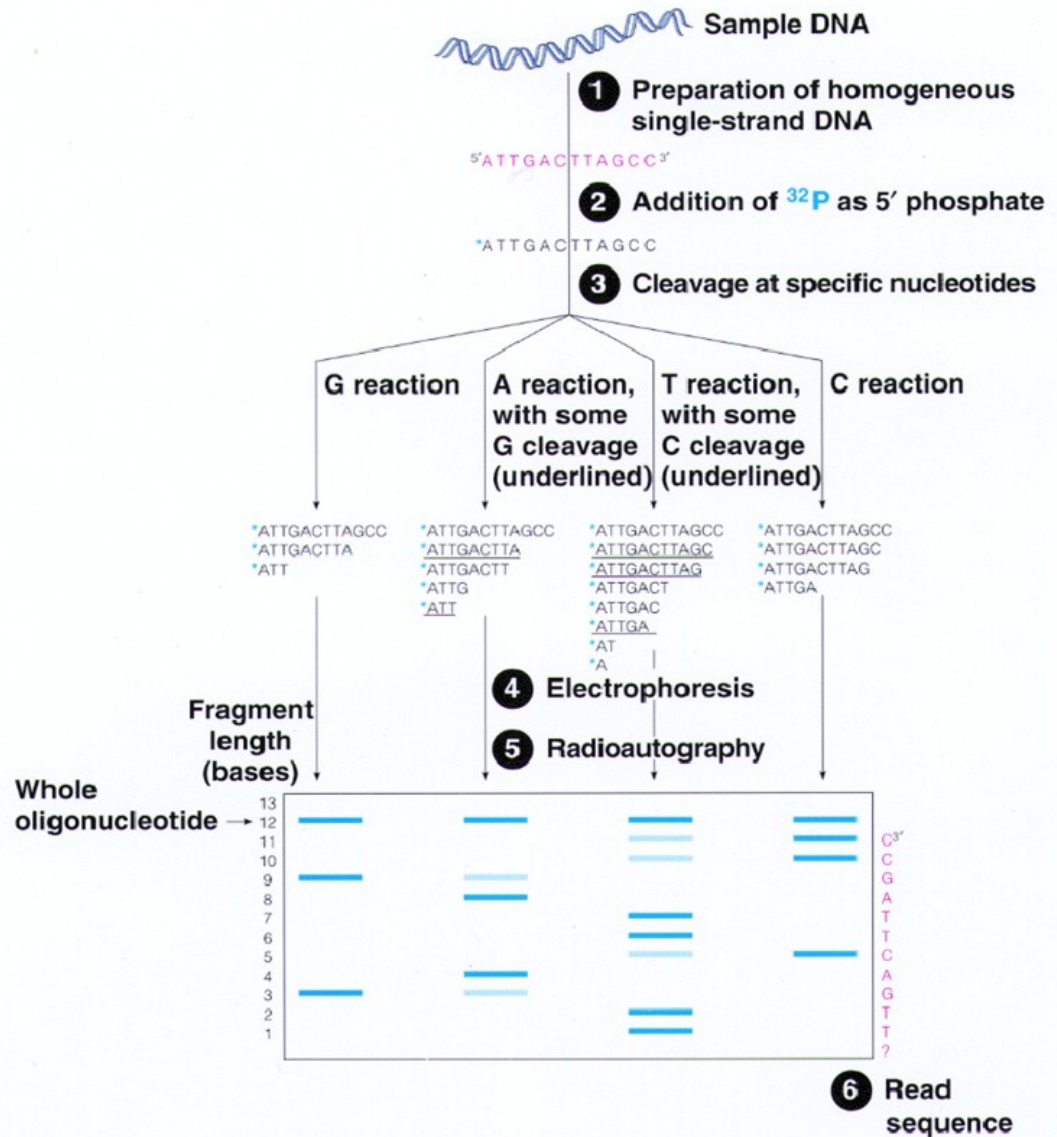 Sample DNA
1 Preparation of homogeneous
single-strand DNA
5'ATTGACTTAGCC3'
2 Addition of 32P as 5' phosphate
*ATTGACTTAGCC
3 Cleavage at specific nucleotides
G reaction
A reaction,
with some
G cleavage
(underlined)
T reaction,
with some
C cleavage
(underlined)
C reaction
*ATTGACTTAGCC
*ATTGACTTA
*ATT
*ATTGACTTAGCC
*ATTGACTTA
*ATTGACTT
*ATTG
*ATT
*ATTGACTTAGCC
*ATTGACTTAGC
*ATTGACTTAG
*ATTGACT
*ATTGAC
*ATTGA
*AT
*A
*ATTGACTTAGCC
*ATTGACTTAGC
*ATTGACTTAG
*ATTGA
4 Electrophoresis
5 Radioautography
Fragment
length
(bases)
Whole
oligonucleotide
13
12
11
10
9
8
7
6
5
4
3
2
1
C3'
C
G
A
T
T
C
A
G
T
T
?
6 Read
sequence